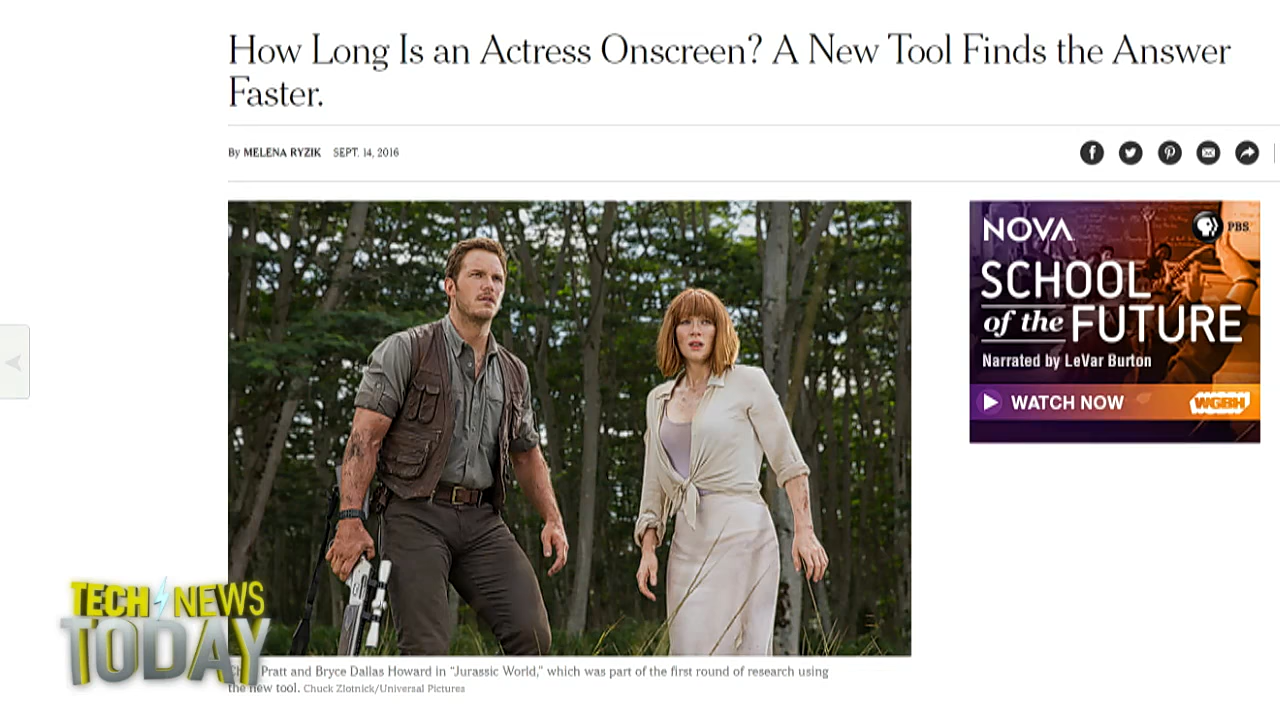 How Long Is an Actress Onscreen? A New Tool Finds the Answer
Faster.
By MELENA RYZIK SEPT. 14, 2016
NOVA
PBS
SCHOOL
of the FUTURE
Narrated by LeVar Burton
WATCH NOW
WGBH
TECH NEWS
TODAY
Pratt and Bryce Dallas Howard in "Jurassic World," which was part of the first round of research using
the new tool. Chuck Zlotnick/Universal Pictures